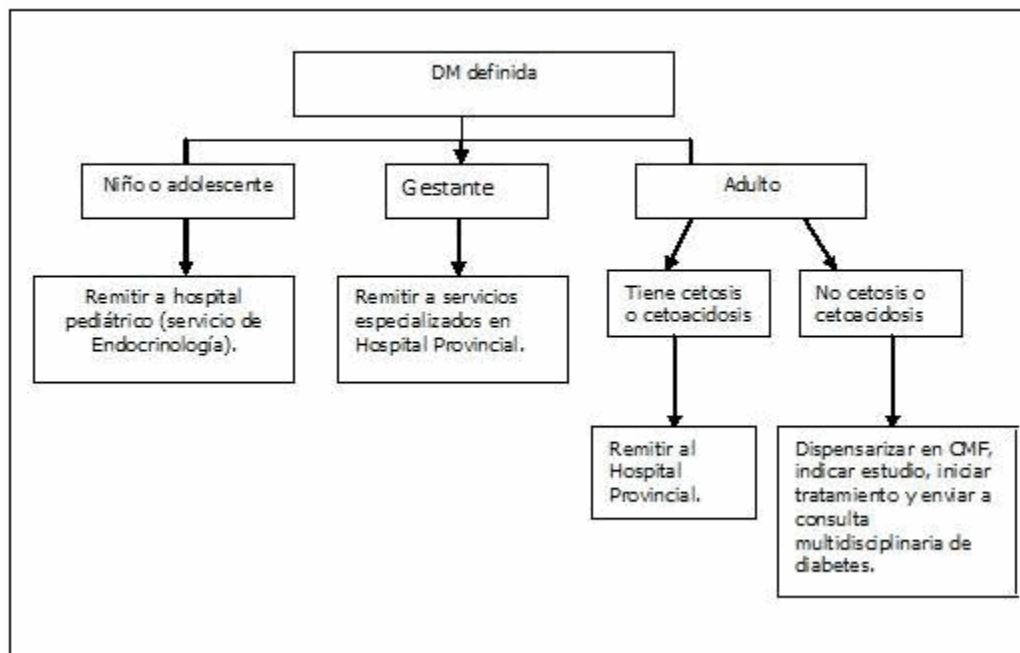 DM definida
Niño o adolescente
Gestante
Adulto
Remitir a hospital
pediátrico (servicio de
Endocrinología).
Remitir a servicios
especializados en
Hospital Provincial.
Tiene cetosis
o cetoacidosis
No cetosis o
cetoacidosis
Remitir al
Hospital
Provincial.
Dispensarizar en CMF,
indicar estudio, iniciar
tratamiento y enviar a
consulta
multidisciplinaria de
diabetes.